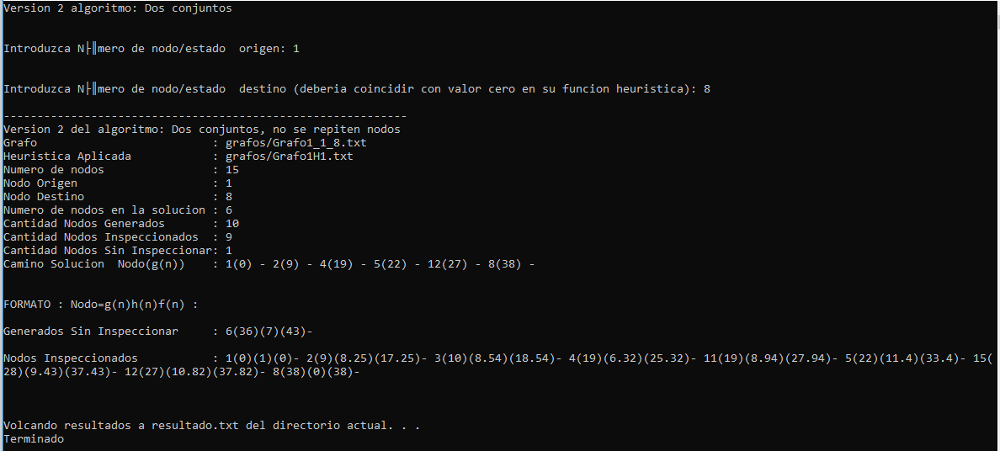 Version 2 algoritmo: Dos conjuntos
Introduzca N├║mero de nodo/estado  origen: 1
Introduzca N├║mero de nodo/estado  destino (deberia coincidir con valor cero en su funcion heuristica): 8
------------------------------------------------------------
Version 2 del algoritmo: Dos conjuntos, no se repiten nodos
Grafo                          : grafos/Grafo1_1_8.txt
Heuristica Aplicada            : grafos/Grafo1H1.txt
Numero de nodos                : 15
Nodo Origen                    : 1
Nodo Destino                   : 8
Numero de nodos en la solucion : 6
Cantidad Nodos Generados       : 10
Cantidad Nodos Inspeccionados  : 9
Cantidad Nodos Sin Inspeccionar: 1
Camino Solucion  Nodo(g(n))    : 1(0) - 2(9) - 4(19) - 5(22) - 12(27) - 8(38) -
FORMATO : Nodo=g(n)h(n)f(n) :
Generados Sin Inspeccionar     : 6(36)(7)(43)-
Nodos Inspeccionados           : 1(0)(1)(0)- 2(9)(8.25)(17.25)- 3(10)(8.54)(18.54)- 4(19)(6.32)(25.32)- 11(19)(8.94)(27.94)- 5(22)(11.4)(33.4)- 15(
28)(9.43)(37.43)- 12(27)(10.82)(37.82)- 8(38)(0)(38)-
Volcando resultados a resultado.txt del directorio actual. . .
Terminado